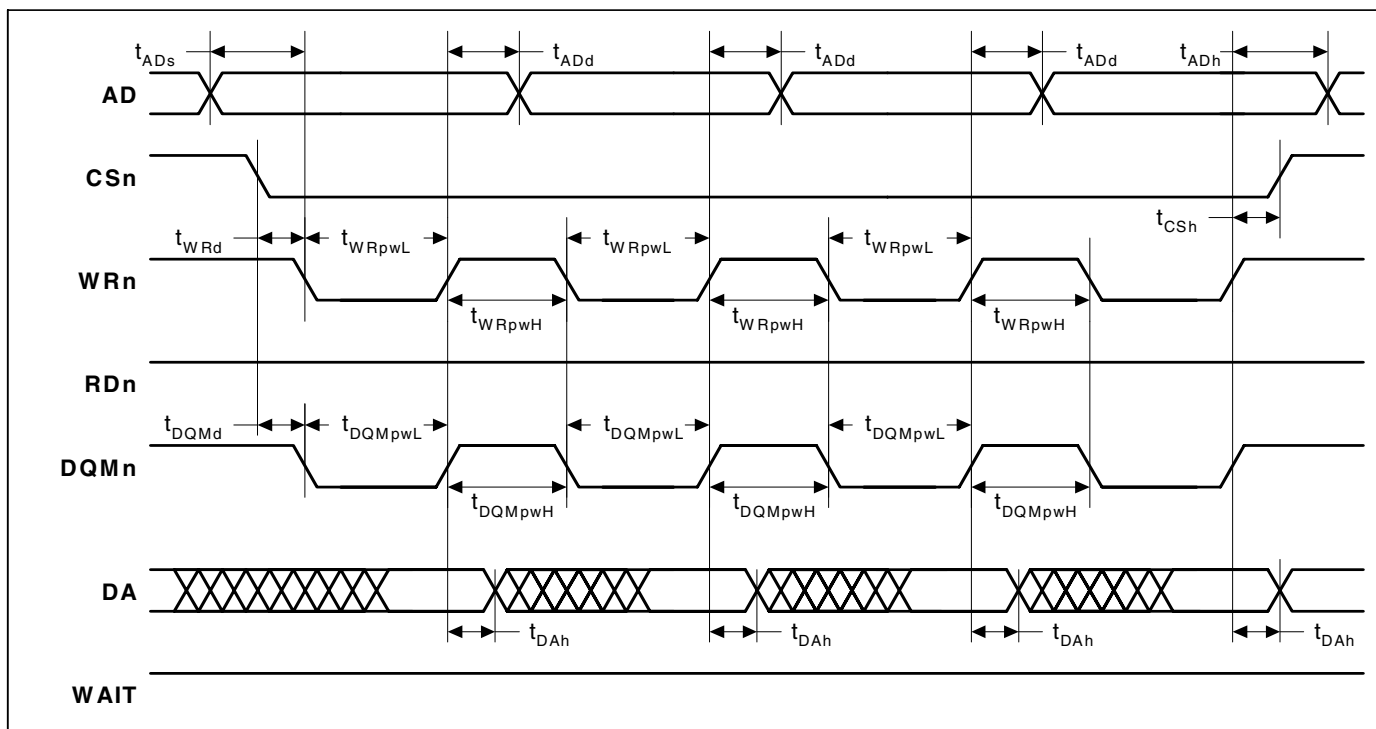 tADs tADd tADd tADd tADh
AD
CSn
tCSh
tWRd tWRpwL tWRpwL tWRpwL
WRn
tWRpwH tWRpwH tWRpwH
RDn
tDQMd tDQMpwL tDQMpwL tDQMpwL
DQMn
tDQMpwH tDQMpwH tDQMpwH
DA
tDAh tDAh tDAh tDAh
WAIT